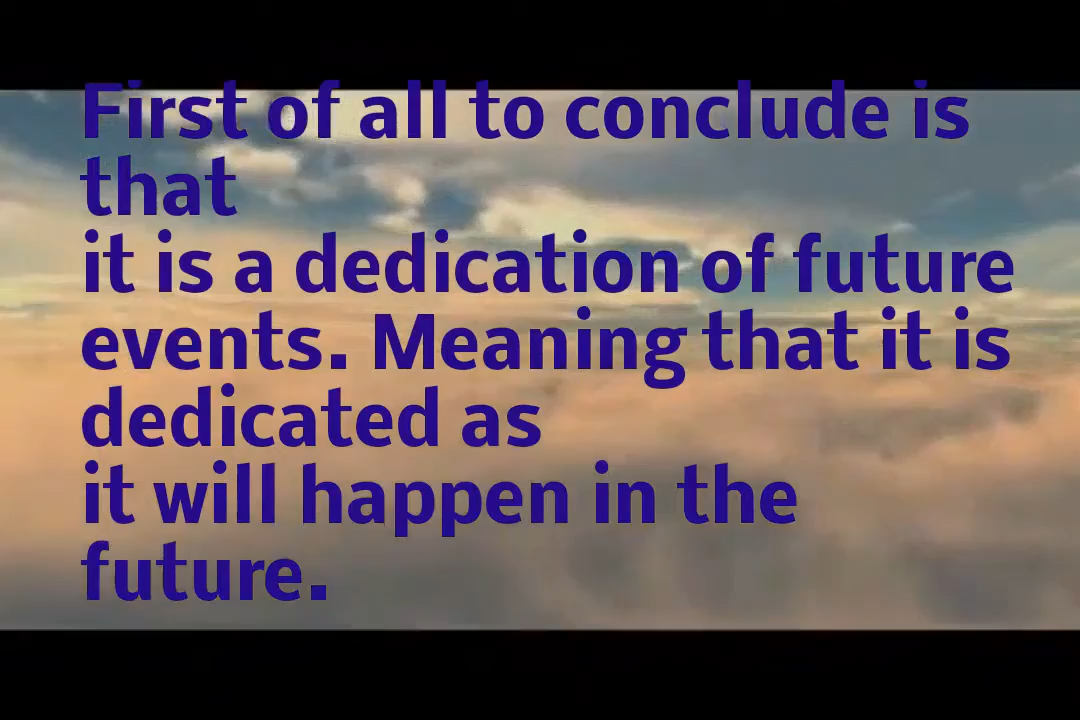 First of all to conclude is
that
it is a dedication of future
events. Meaning that it is
dedicated as
it will happen in the
future.